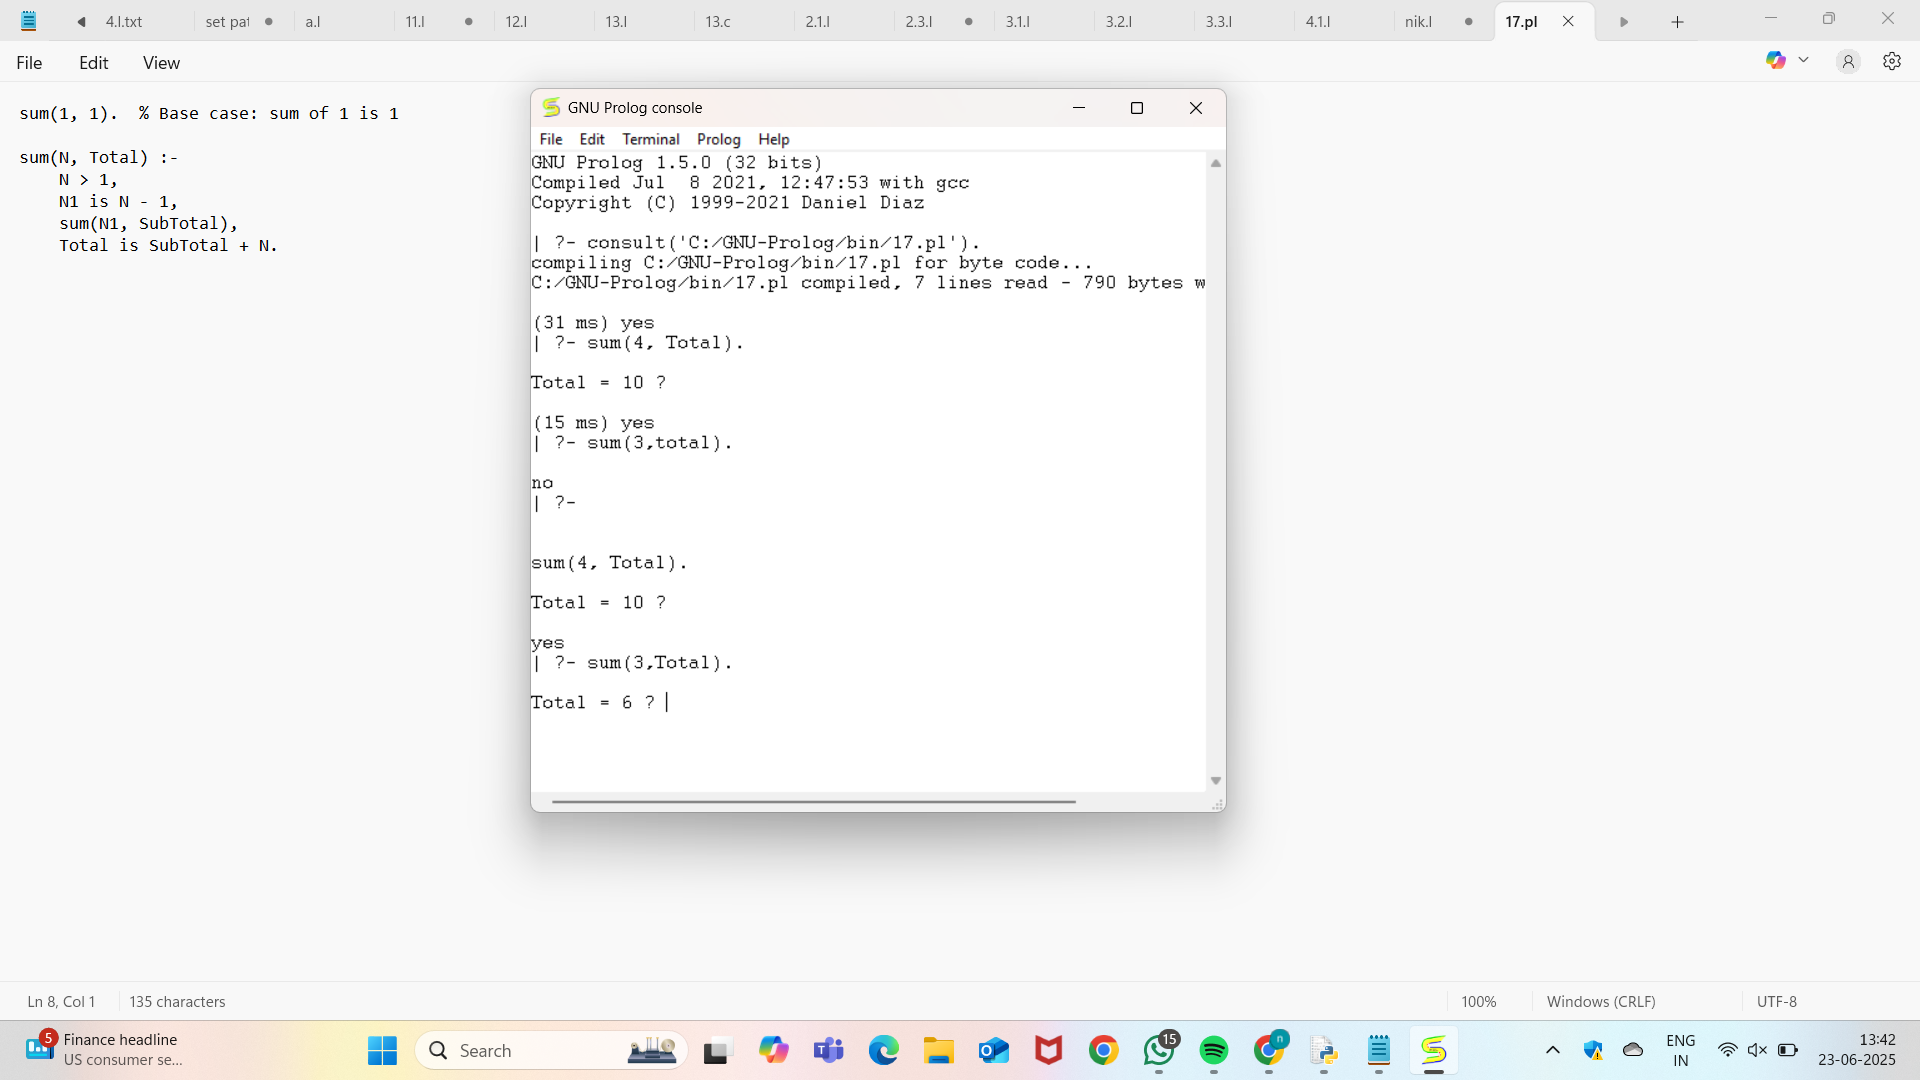 4.l.txt set pat a.l 11.l 12.l 13.l 13.c 2.1.l 2.3.l 3.1.l 3.2.l 3.3.l 4.1.l nik.l 17.pl
File Edit View
sum(1, 1).  % Base case: sum of 1 is 1
sum(N, Total) :-
    N > 1,
    N1 is N - 1,
    sum(N1, SubTotal),
    Total is SubTotal + N.
GNU Prolog console
File Edit Terminal Prolog Help
GNU Prolog 1.5.0 (32 bits)
Compiled Jul  8 2021, 12:47:53 with gcc
Copyright (C) 1999-2021 Daniel Diaz
| ?- consult('C:/GNU-Prolog/bin/17.pl').
compiling C:/GNU-Prolog/bin/17.pl for byte code...
C:/GNU-Prolog/bin/17.pl compiled, 7 lines read - 790 bytes w
(31 ms) yes
| ?- sum(4, Total).
Total = 10 ?
(15 ms) yes
| ?- sum(3,total).
no
| ?-
sum(4, Total).
Total = 10 ?
yes
| ?- sum(3,Total).
Total = 6 ?
Ln 8, Col 1 135 characters 100% Windows (CRLF) UTF-8
5 Finance headline
US consumer se...
Search
15
n
ENG
IN
13:42
23-06-2025